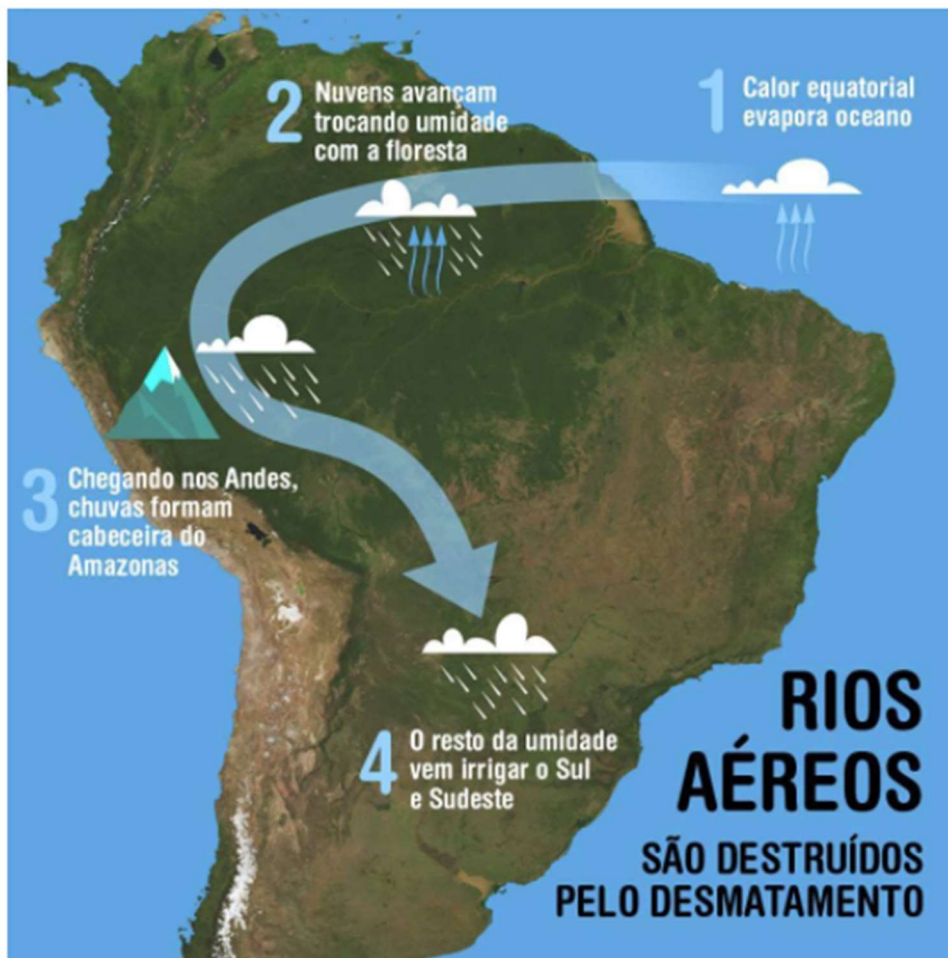 1
Calor equatorial
evapora oceano
2
Nuvens avançam
trocando umidade
com a floresta
3
Chegando nos Andes,
chuvas formam
cabeceira do
Amazonas
4
O resto da umidade
vem irrigar o Sul
e Sudeste
RIOS
AÉREOS
SÃO DESTRUÍDOS
PELO DESMATAMENTO